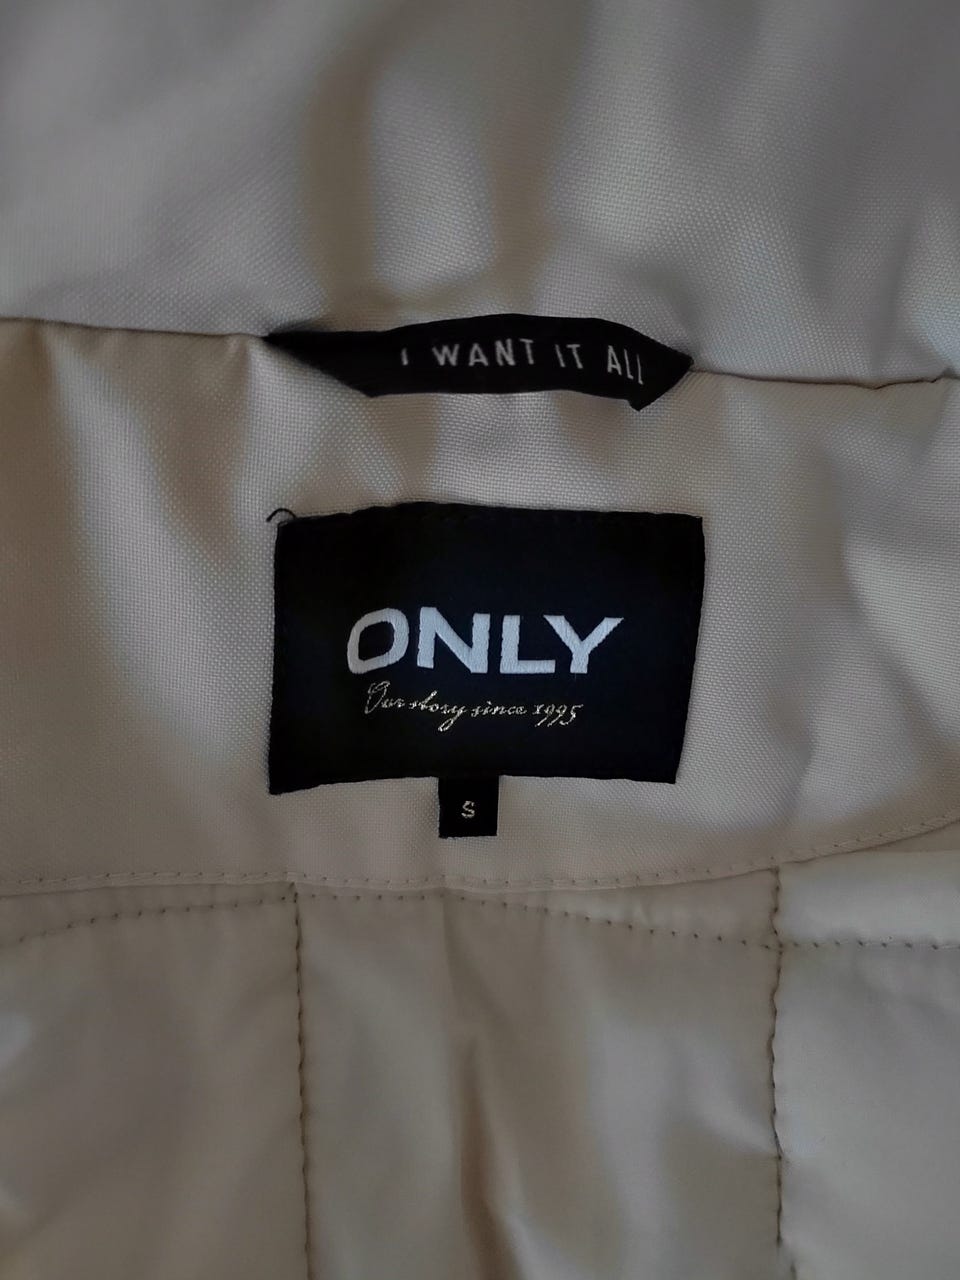 I WANT IT ALL
ONLY
Our story since 1995
S